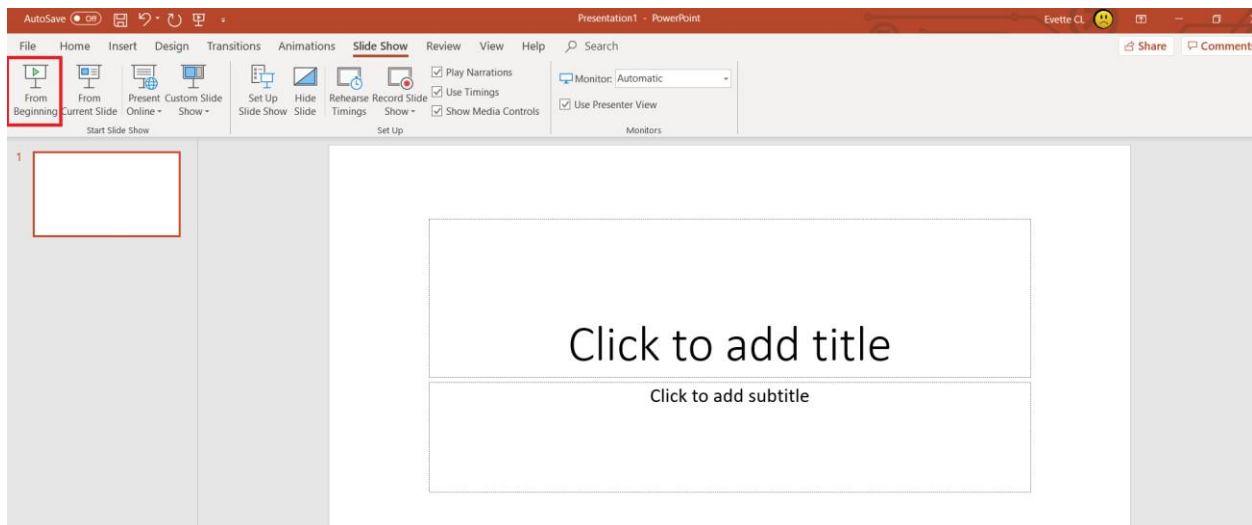 AutoSave Off Presentation1 - PowerPoint Evette CL
File Home Insert Design Transitions Animations Slide Show Review View Help Search Share Comment
From Beginning
From Current Slide
Present Online
Custom Slide Show
Start Slide Show
Set Up Slide Show
Hide Slide
Rehearse Timings
Record Slide Show
Play Narrations
Use Timings
Show Media Controls
Set Up
Monitor: Automatic
Use Presenter View
Monitors
1
Click to add title
Click to add subtitle